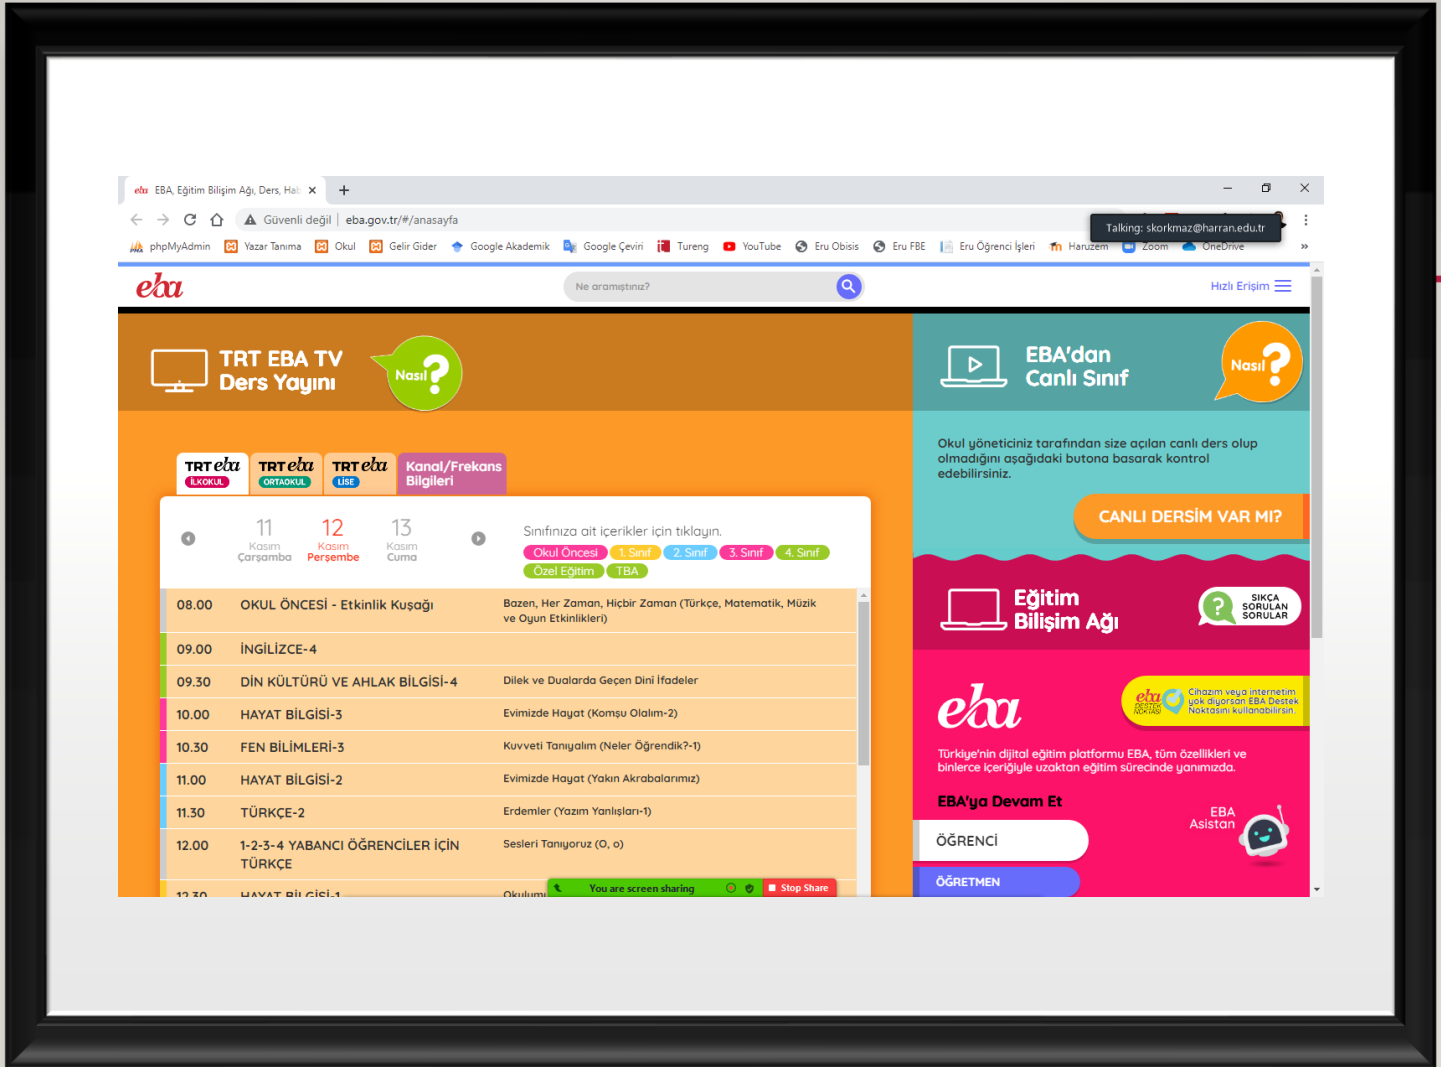 eba EBA, Eğitim Bilişim Ağı, Ders, Hab
Güvenli değil | eba.gov.tr/#/anasayfa
Talking: skorkmaz@harran.edu.tr
phpMyAdmin Yazar Tanıma Okul Gelir Gider Google Akademik Google Çeviri Tureng YouTube Eru Obisis Eru FBE Eru Öğrenci İşleri Haruzem Zoom OneDrive »
eba Ne aramıştınız? Hızlı Erişim
TRT EBA TV
Ders Yayını
Nasıl?
EBA'dan
Canlı Sınıf
Nasıl?
TRT eba İLKOKUL
TRT eba ORTAOKUL
TRT eba LİSE
Kanal/Frekans
Bilgileri
11
Kasım
Çarşamba
12
Kasım
Perşembe
13
Kasım
Cuma
Sınıfınıza ait içerikler için tıklayın.
Okul Öncesi 1. Sınıf 2. Sınıf 3. Sınıf 4. Sınıf
Özel Eğitim TBA
08.00 OKUL ÖNCESİ - Etkinlik Kuşağı Bazen, Her Zaman, Hiçbir Zaman (Türkçe, Matematik, Müzik
ve Oyun Etkinlikleri)
09.00 İNGİLİZCE-4
09.30 DİN KÜLTÜRÜ VE AHLAK BİLGİSİ-4 Dilek ve Dualarda Geçen Dinî İfadeler
10.00 HAYAT BİLGİSİ-3 Evimizde Hayat (Komşu Olalım-2)
10.30 FEN BİLİMLERİ-3 Kuvveti Tanıyalım (Neler Öğrendik?-1)
11.00 HAYAT BİLGİSİ-2 Evimizde Hayat (Yakın Akrabalarımız)
11.30 TÜRKÇE-2 Erdemler (Yazım Yanlışları-1)
12.00 1-2-3-4 YABANCI ÖĞRENCİLER İÇİN
TÜRKÇE
Sesleri Tanıyoruz (O, o)
12.30 HAYAT BİLGİSİ-1
You are screen sharing Stop Share
Okul yöneticiniz tarafından size açılan canlı ders olup
olmadığını aşağıdaki butona basarak kontrol
edebilirsiniz.
CANLI DERSİM VAR MI?
Eğitim
Bilişim Ağı
? SIKÇA
SORULAN
SORULAR
eba
eba
DESTEK
NOKTASI
Cihazım veya internetim
yok diyorsan EBA Destek
Noktasını kullanabilirsin.
Türkiye'nin dijital eğitim platformu EBA, tüm özellikleri ve
binlerce içeriğiyle uzaktan eğitim sürecinde yanımızda.
EBA'ya Devam Et
EBA
Asistan
ÖĞRENCİ
ÖĞRETMEN